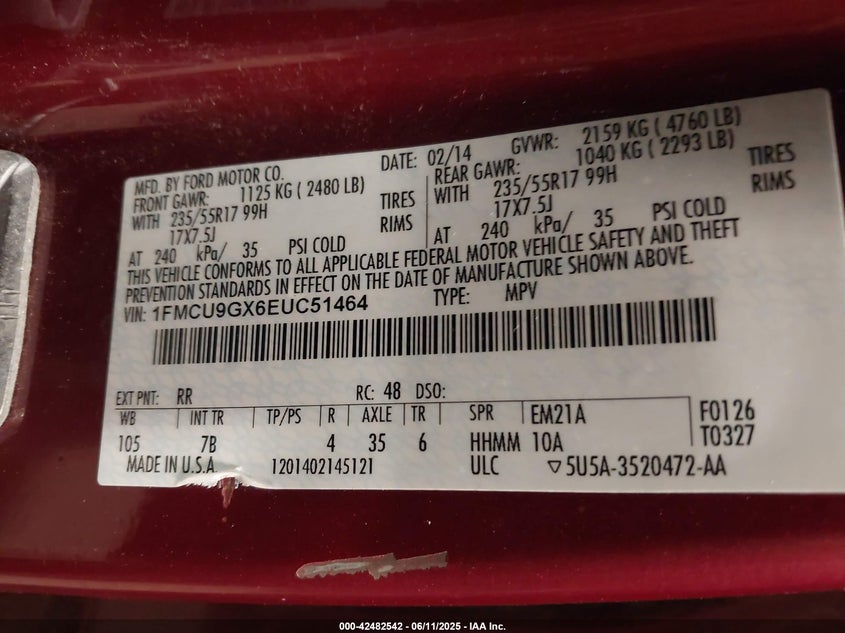 MFD. BY FORD MOTOR CO. DATE: 02/14 GVWR: 2159 KG ( 4760 LB)
FRONT GAWR: 1125 KG ( 2480 LB) REAR GAWR: 1040 KG ( 2293 LB)
WITH 235/55R17 99H TIRES WITH 235/55R17 99H TIRES
17X7.5J RIMS 17X7.5J RIMS
AT 240 kPa/ 35 PSI COLD AT 240 kPa/ 35 PSI COLD
THIS VEHICLE CONFORMS TO ALL APPLICABLE FEDERAL MOTOR VEHICLE SAFETY AND THEFT
PREVENTION STANDARDS IN EFFECT ON THE DATE OF MANUFACTURE SHOWN ABOVE.
VIN: 1FMCU9GX6EUC51464 TYPE: MPV
EXT PNT: RR RC: 48 DSO:
WB INT TR TP/PS R AXLE TR SPR EM21A F0126
105 7B 4 35 6 HHMM 10A T0327
MADE IN U.S.A. 1201402145121 ULC 5U5A-3520472-AA
000-42482542 - 06/11/2025 - IAA Inc.